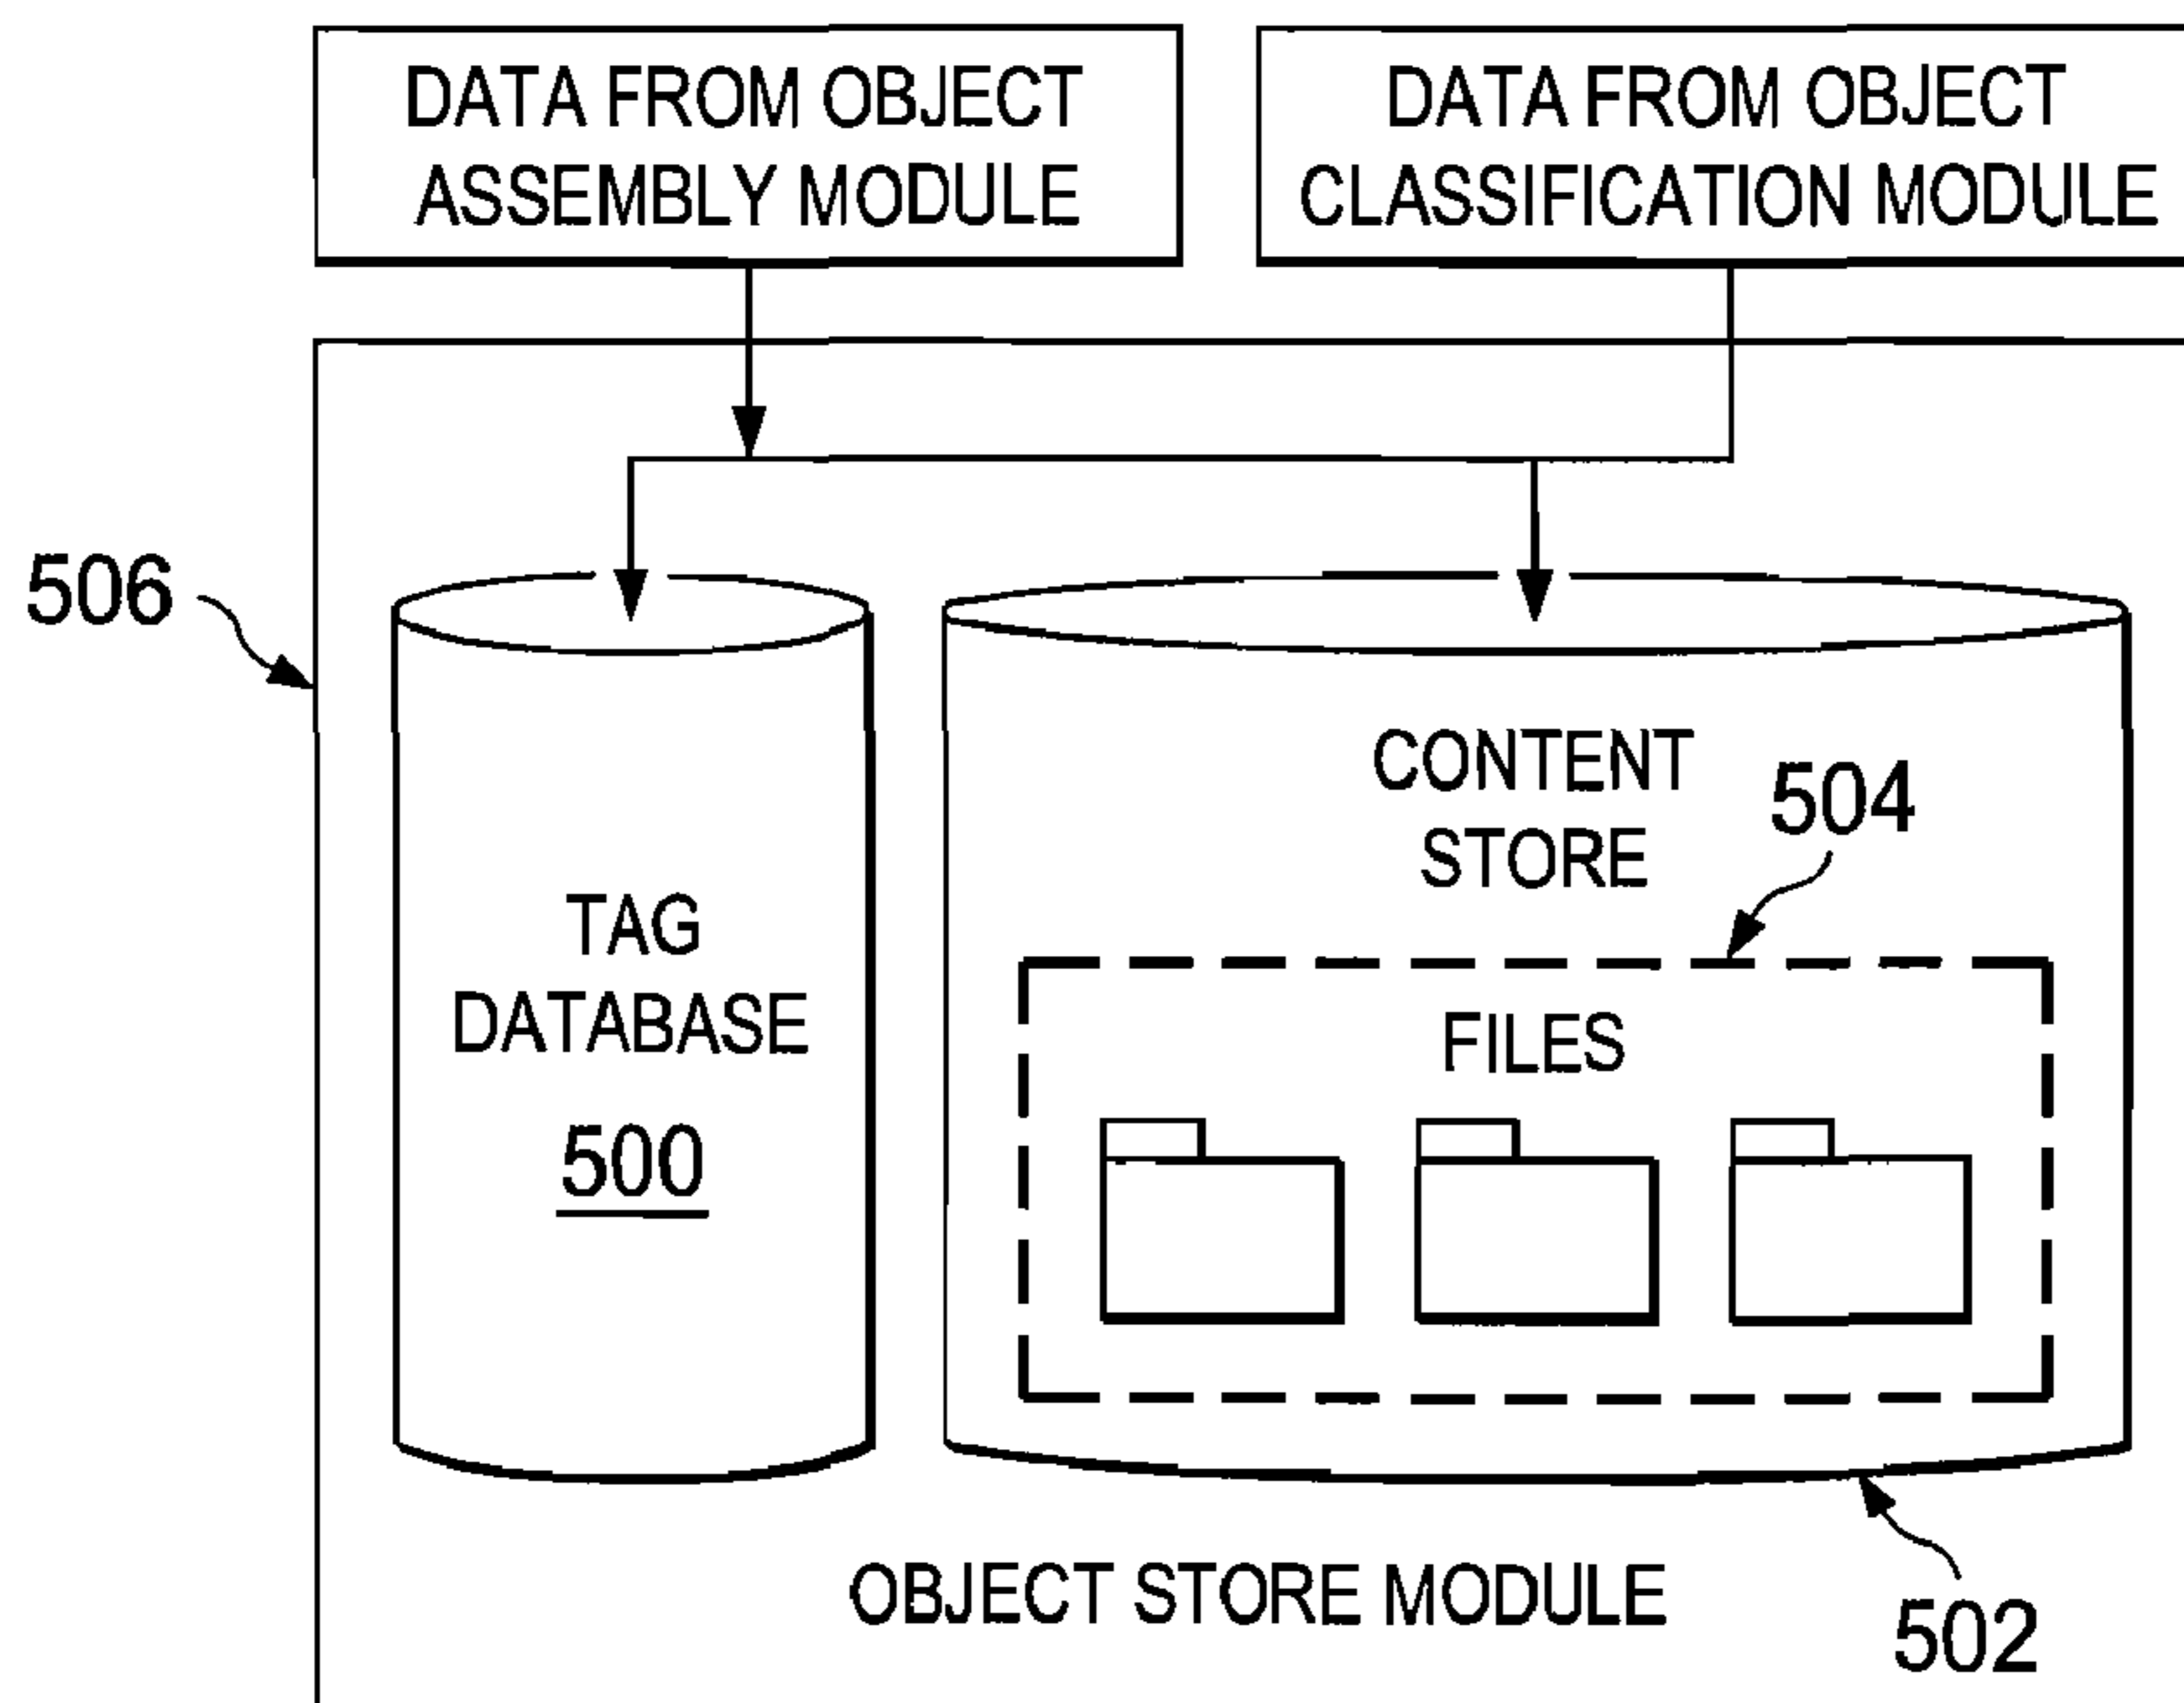 DATA FROM OBJECT
ASSEMBLY MODULE
DATA FROM OBJECT
CLASSIFICATION MODULE
506
CONTENT
STORE
504
TAG
DATABASE
500
FILES
OBJECT STORE MODULE
502